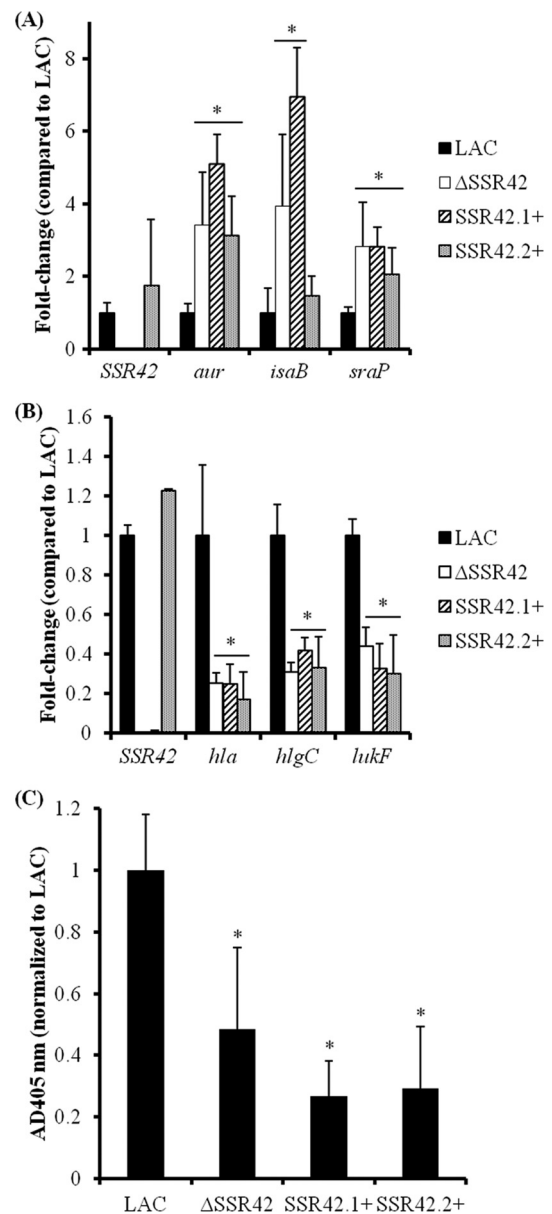 (A)
Fold-change (compared to LAC)
8
6
4
2
0
*
*
*
SSR42
aur
isaB
sraP
LAC
ΔSSR42
SSR42.1+
SSR42.2+
(B)
Fold-change (compared to LAC)
1.6
1.4
1.2
1
0.8
0.6
0.4
0.2
0
*
*
*
SSR42
hla
hlgC
lukF
LAC
ΔSSR42
SSR42.1+
SSR42.2+
(C)
AD405 nm (normalized to LAC)
1.2
1
0.8
0.6
0.4
0.2
0
*
*
*
LAC
ΔSSR42
SSR42.1+
SSR42.2+